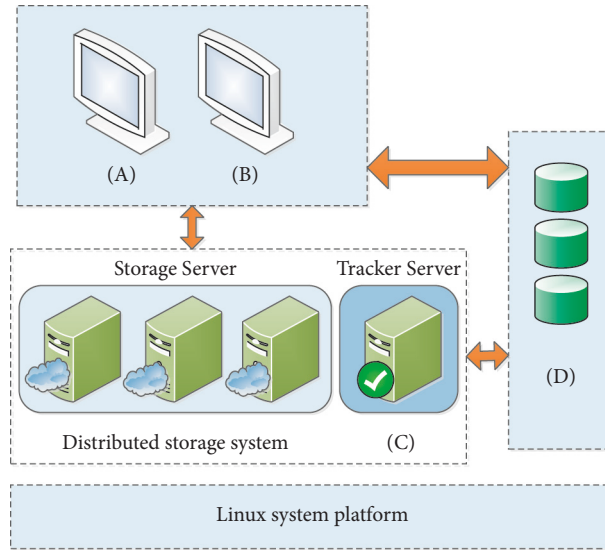 (A)
(B)
Storage Server
Tracker Server
Distributed storage system
(C)
(D)
Linux system platform